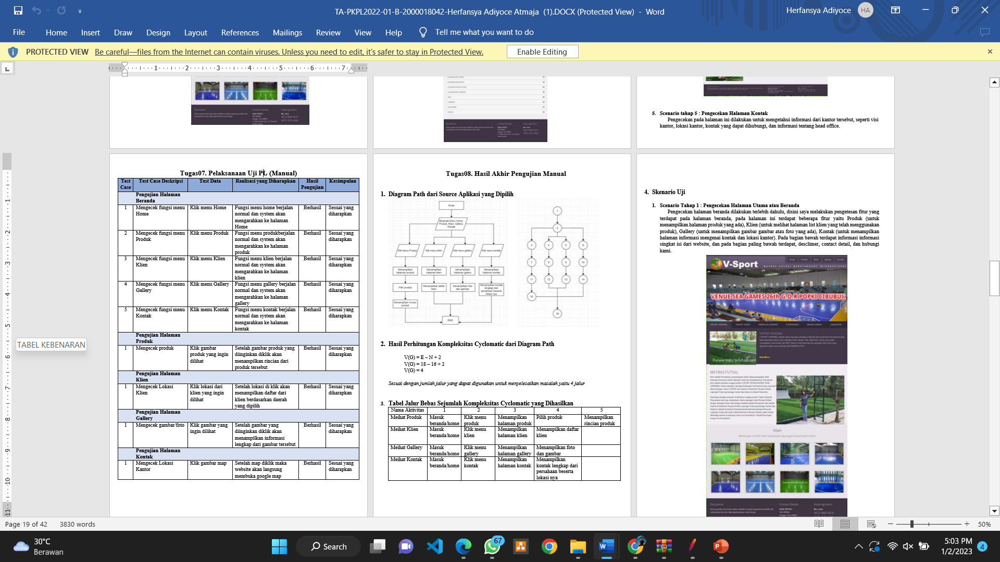 TA-PKPL2022-01-B-2000018042-Herfansya Adiyoce Atmaja (1).DOCX (Protected View) - Word
Herfansya Adiyoce
HA
File Home Insert Draw Design Layout References Mailings Review View Help Tell me what you want to do
PROTECTED VIEW Be careful—files from the Internet can contain viruses. Unless you need to edit, it's safer to stay in Protected View.
Enable Editing
1 2 3 4 5 6 7
5. Scenario tahap 5 : Pengecekan Halaman Kontak
Pengecekan pada halaman ini dilakukan untuk mengetahui informasi dari kantor tersebut, seperti visi
kantor, lokasi kantor, kontak yang dapat dihubungi, dan informasi tentang head office.
TABEL KEBENARAN
Tugas07. Pelaksanaan Uji PL (Manual)
Test Case Test Case Deskripsi Test Data Realisasi yang Diharapkan Hasil Pengujian Kesimpulan
Pengujian Halaman Beranda
1 Mengecek fungsi menu Home Klik menu Home Fungsi menu home berjalan normal dan system akan mengarahkan ke halaman Home Berhasil Sesuai yang diharapkan
2 Mengecek fungsi menu Produk Klik menu Produk Fungsi menu produkberjalan normal dan system akan mengarahkan ke halaman produk Berhasil Sesuai yang diharapkan
3 Mengecek fungsi menu Klien Klik menu Klien Fungsi menu klien berjalan normal dan system akan mengarahkan ke halaman klien Berhasil Sesuai yang diharapkan
4 Mengecek fungsi menu Gallery Klik menu Gallery Fungsi menu gallery berjalan normal dan system akan mengarahkan ke halaman gallery Berhasil Sesuai yang diharapkan
5 Mengecek fungsi menu Kontak Klik menu Kontak Fungsi menu kontak berjalan normal dan system akan mengarahkan ke halaman kontak Berhasil Sesuai yang diharapkan
Pengujian Halaman Produk
1 Mengecek produk Klik gambar produk yang ingin dilihat Setelah gambar produk yang diinginkan diklik akan menampilkan rincian dari produk tersebut Berhasil Sesuai yang diharapkan
Pengujian Halaman Klien
1 Mengecek Lokasi Klien Klik lokasi dari klien yang ingin dilihat Setelah lokasi di klik akan menampilkan daftar dari klien berdasarkan daerah yang dipilih Berhasil Sesuai yang diharapkan
Pengujian Halaman Gallery
1 Mengecek gambar/foto Klik gambar yang ingin dilihat Setelah gambar yang diinginkan diklik akan menampilkan informasi lengkap dari gambar tersebut Berhasil Sesuai yang diharapkan
Pengujian Halaman Kontak
1 Mengecek Lokasi Kantor Klik gambar map Setelah map diklik maka website akan langsung membuka google map Berhasil Sesuai yang diharapkan
Tugas08. Hasil Akhir Pengujian Manual
1. Diagram Path dari Source Aplikasi yang Dipilih
Mulai
Beranda Menu Home, Produk, Klien, Gallery Kontak
Klik menu Produk Klik menu klien Klik menu gallery Klik menu kontak
Menampilkan halaman produk Menampilkan halaman klien Menampilkan halaman gallery Menampilkan halaman kontak
Pilih produk Menampilkan daftar klien Menampilkan foto dan gambar Menampilkan kontak lengkap dari persahaan beserta lokasi nya
Menampilkan rincian produk
END
1
2
3 4 5 6
7 8 9 10
11 12 13 14
15
16
2. Hasil Perhitungan Kompleksitas Cyclomatic dari Diagram Path
V(G) = E – N + 2
V(G) = 18 – 16 + 2
V(G) = 4
Sesuai dengan jumlah jalur yang dapat digunakan untuk menyelesaikan masalah yaitu 4 jalur
3. Tabel Jalur Bebas Sejumlah Kompleksitas Cyclomatic yang Dihasilkan
Nama Aktivitas 1 2 3 4 5
Meihat Produk Masuk beranda/home Klik menu produk Menampilkan halaman produk Pilih produk Menampilkan rincian produk
Meihat Klien Masuk beranda/home Klik menu klien Menampilkan halaman klien Menampilkan daftar klien
Meihat Gallery Masuk beranda/home Klik menu gallery Menampilkan halaman gallery Menampilkan foto dan gambar
Meihat Kontak Masuk beranda/home Klik menu kontak Menampilkan halaman kontak Menampilkan kontak lengkap dari persahaan beserta lokasi nya
4. Skenario Uji
1. Scenario Tahap 1 : Pengecekan Halaman Utama atau Beranda
Pengecekan halaman beranda dilakukan terlebih dahulu, disini saya melakukan pengetesan fitur yang
terdapat pada halaman beranda, pada halaman ini terdapat beberapa fitur yaitu Produk (untuk
menampilkan halaman produk yang ada), Klien (untuk melihat halaman list klien yang telah menggunakan
produk), Gallery (untuk menampilkan gambar gambar atau foto yang ada), Kontak (untuk menampilkan
halaman informasi mengenai kontak dan lokasi kantor). Pada bagian bawah terdapat informasi informasi
singkat isi dari website, dan pada bagian paling bawah terdapat, desclimer, contact detail, dan hubungi
kami.
V-Sport
MATRAS FUTSAL BERSTANDART INTERNASIONAL
VENUE SEA GAMES 26th G.O.R POPKI CIBUBUR
VSPORT ORIGINAL
MATRAS FUTSAL
Klien
Disclaimer Contact Details Hubungi Kami
Page 19 of 42 3830 words
50%
30°C
Berawan
Search
67
5:03 PM
1/2/2023
4